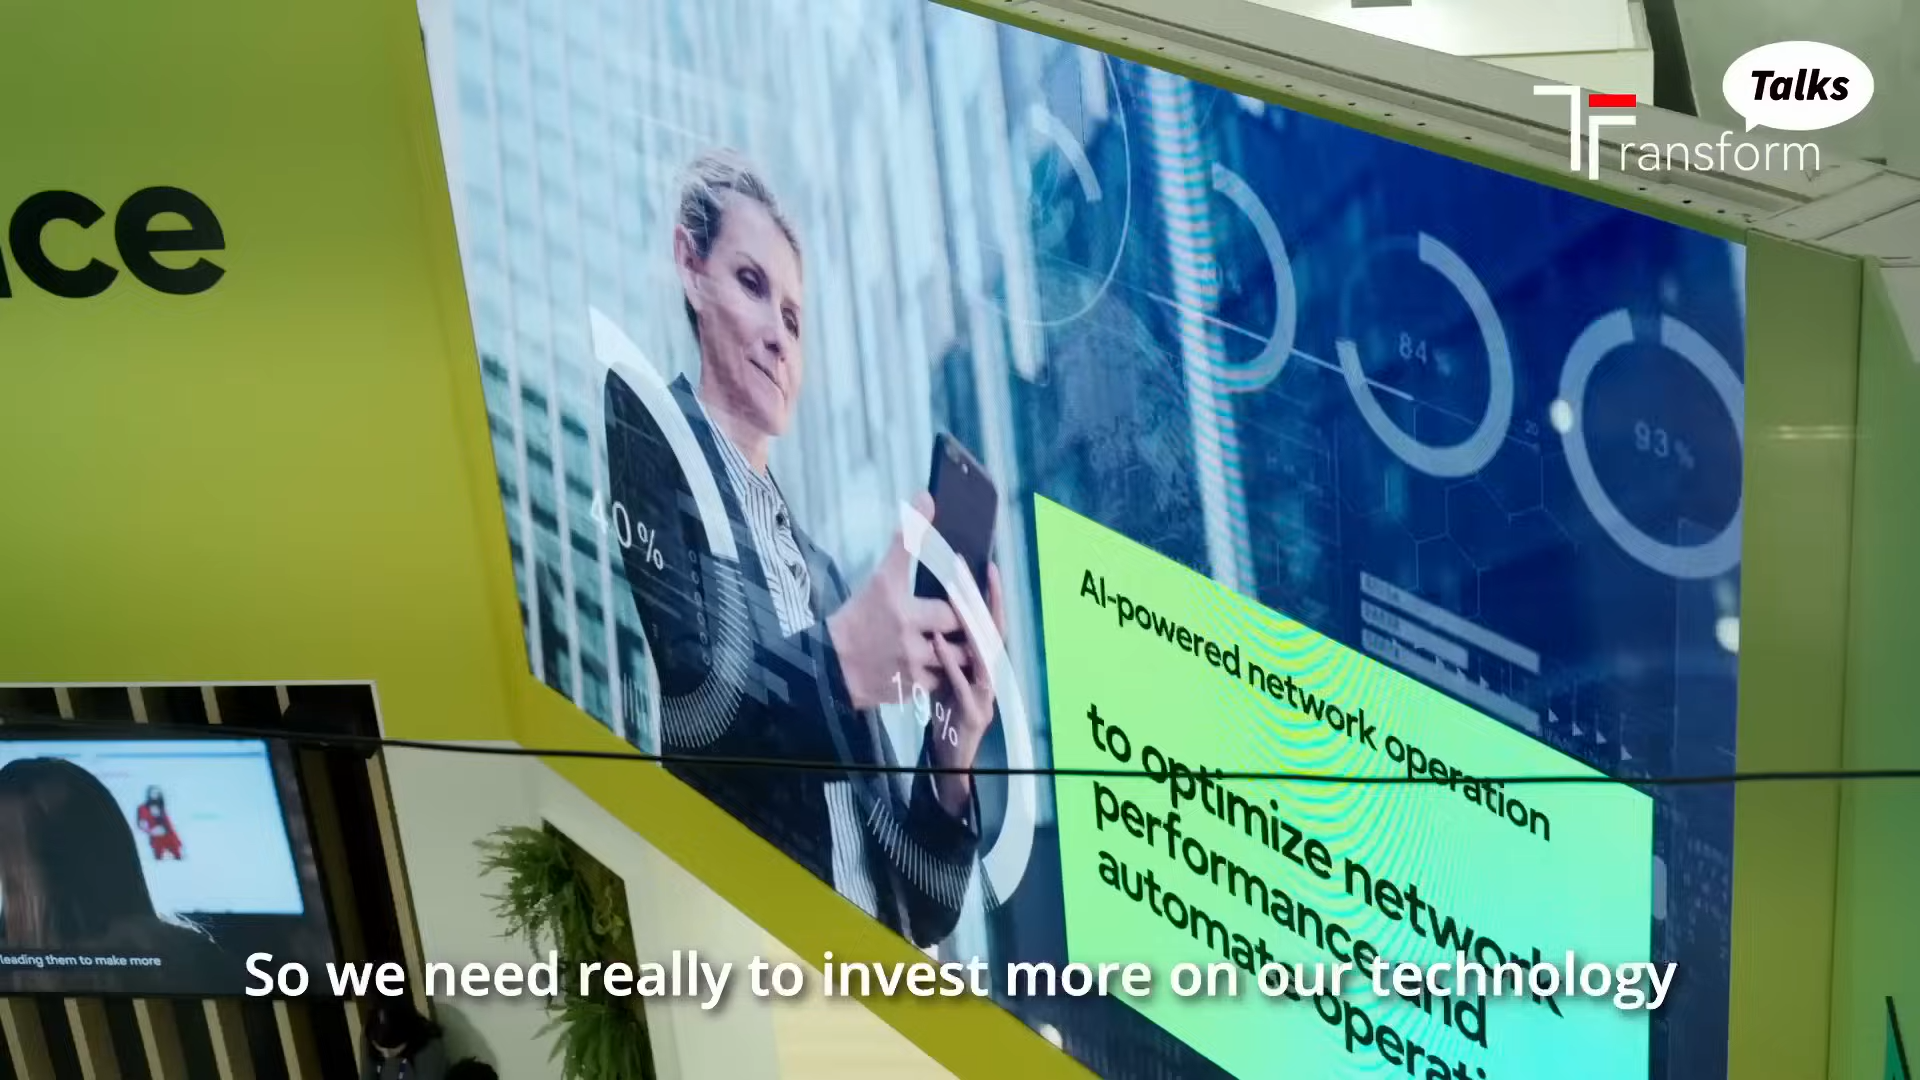 Talks
Transform
ce
84%
93%
40%
19%
AI-powered network operation
to optimize network
performance and
automate operati
leading them to make more
So we need really to invest more on our technology